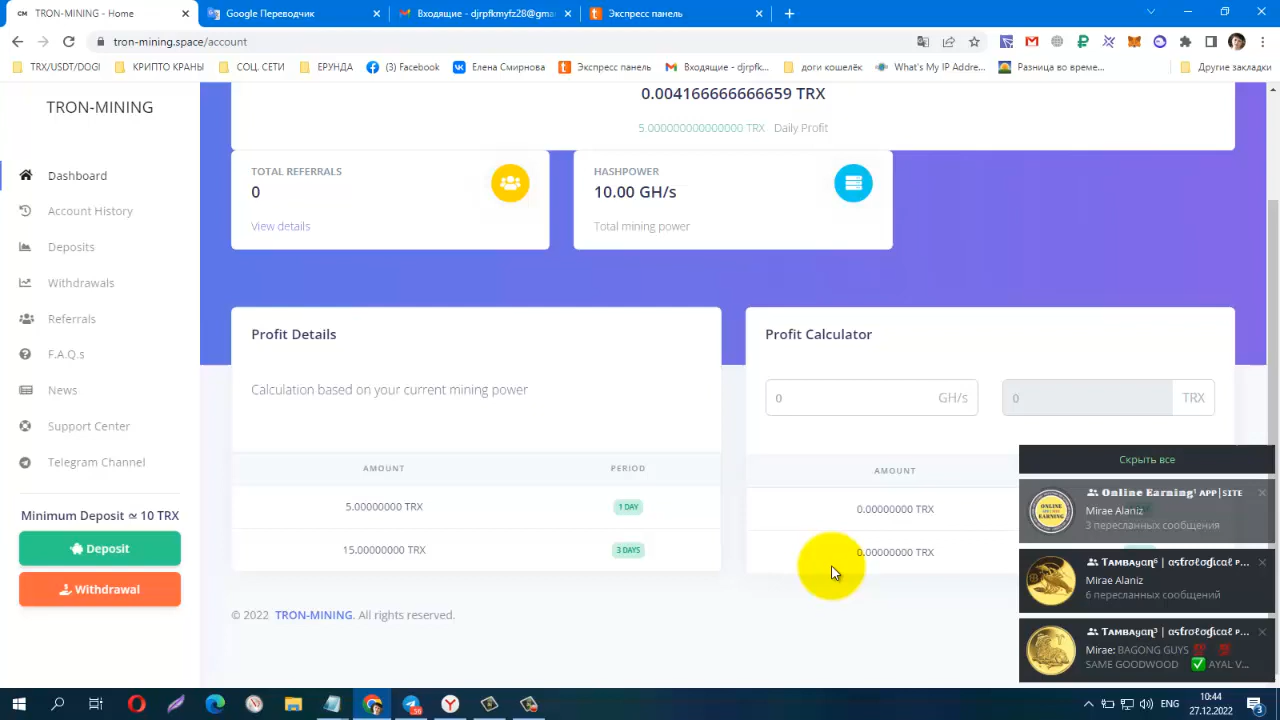 TRON-MINING - Home
Google Переводчик
Входящие - djrpfkmyfz28@gma
Экспресс панель
tron-mining.space/account
TRX/USDT/DOGI
КРИПТО КРАНЫ
СОЦ. СЕТИ
ЕРУНДА
(3) Facebook
Елена Смирнова
Экспресс панель
Входящие - djrpfk...
доги кошелёк
What's My IP Addre...
Разница во време...
Другие закладки
TRON-MINING
Dashboard
Account History
Deposits
Withdrawals
Referrals
F.A.Q.s
News
Support Center
Telegram Channel
Minimum Deposit ≃ 10 TRX
Deposit
Withdrawal
0.004166666666659 TRX
5.000000000000000 TRX Daily Profit
TOTAL REFERRALS
0
View details
HASHPOWER
10.00 GH/s
Total mining power
Profit Details
Calculation based on your current mining power
AMOUNT PERIOD
5.00000000 TRX 1 DAY
15.00000000 TRX 3 DAYS
Profit Calculator
0 GH/s
0 TRX
AMOUNT
0.00000000 TRX
0.00000000 TRX
© 2022 TRON-MINING. All rights reserved.
Скрыть все
Online Earning¹ APP|SITE
Mirae Alaniz
3 пересланных сообщения
Mirae Alaniz
6 пересланных сообщений
Mirae: BAGONG GUYS
SAME GOODWOOD ✅ AYAL V...
ENG
10:44
27.12.2022